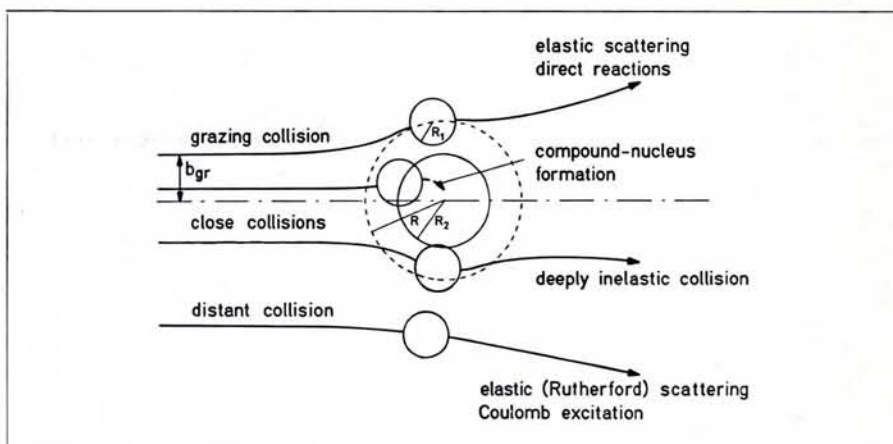 elastic scattering
direct reactions
grazing collision
R₁
b_gr
compound-nucleus
formation
R
R₂
close collisions
deeply inelastic collision
distant collision
elastic (Rutherford) scattering
Coulomb excitation